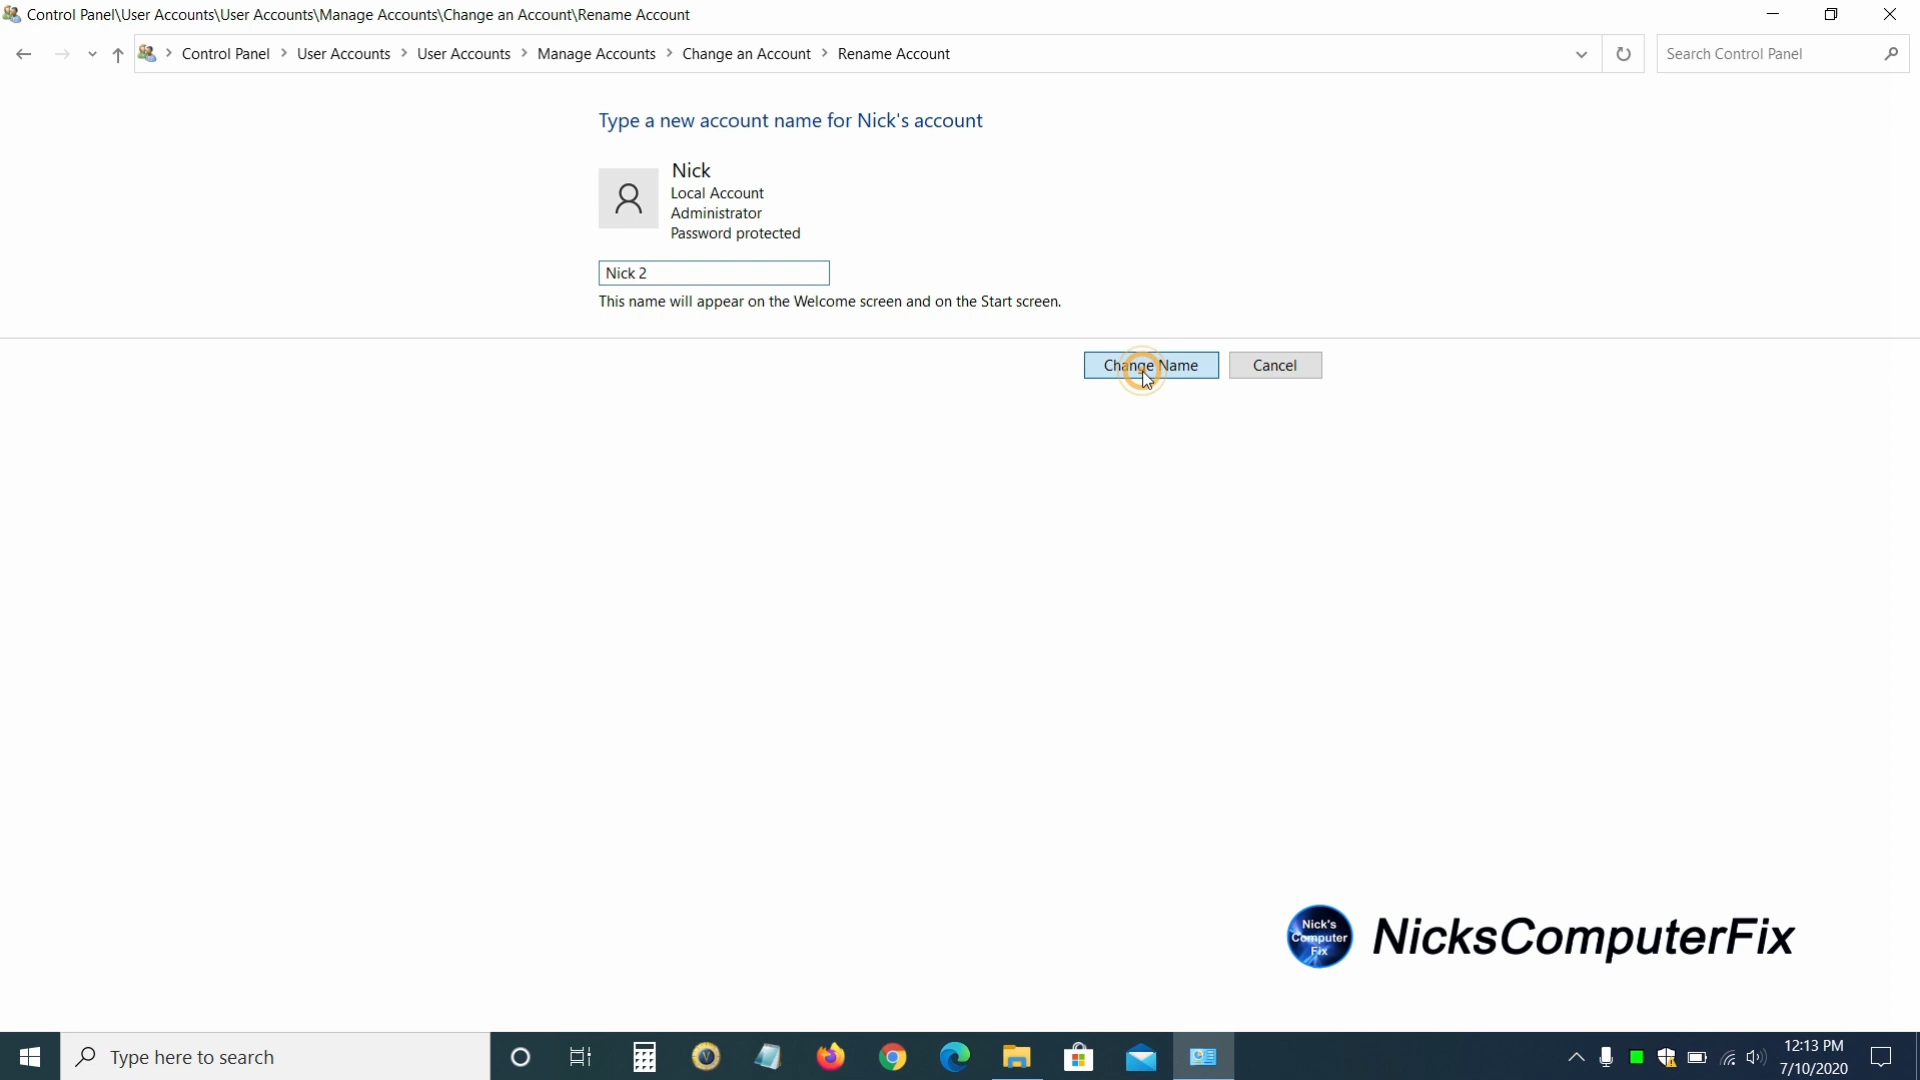 Control Panel\User Accounts\User Accounts\Manage Accounts\Change an Account\Rename Account
Control Panel User Accounts User Accounts Manage Accounts Change an Account Rename Account
Search Control Panel
Type a new account name for Nick's account
Nick
Local Account
Administrator
Password protected
Nick 2
This name will appear on the Welcome screen and on the Start screen.
Change Name Cancel
Nick's
Computer
Fix
NicksComputerFix
Type here to search
12:13 PM
7/10/2020